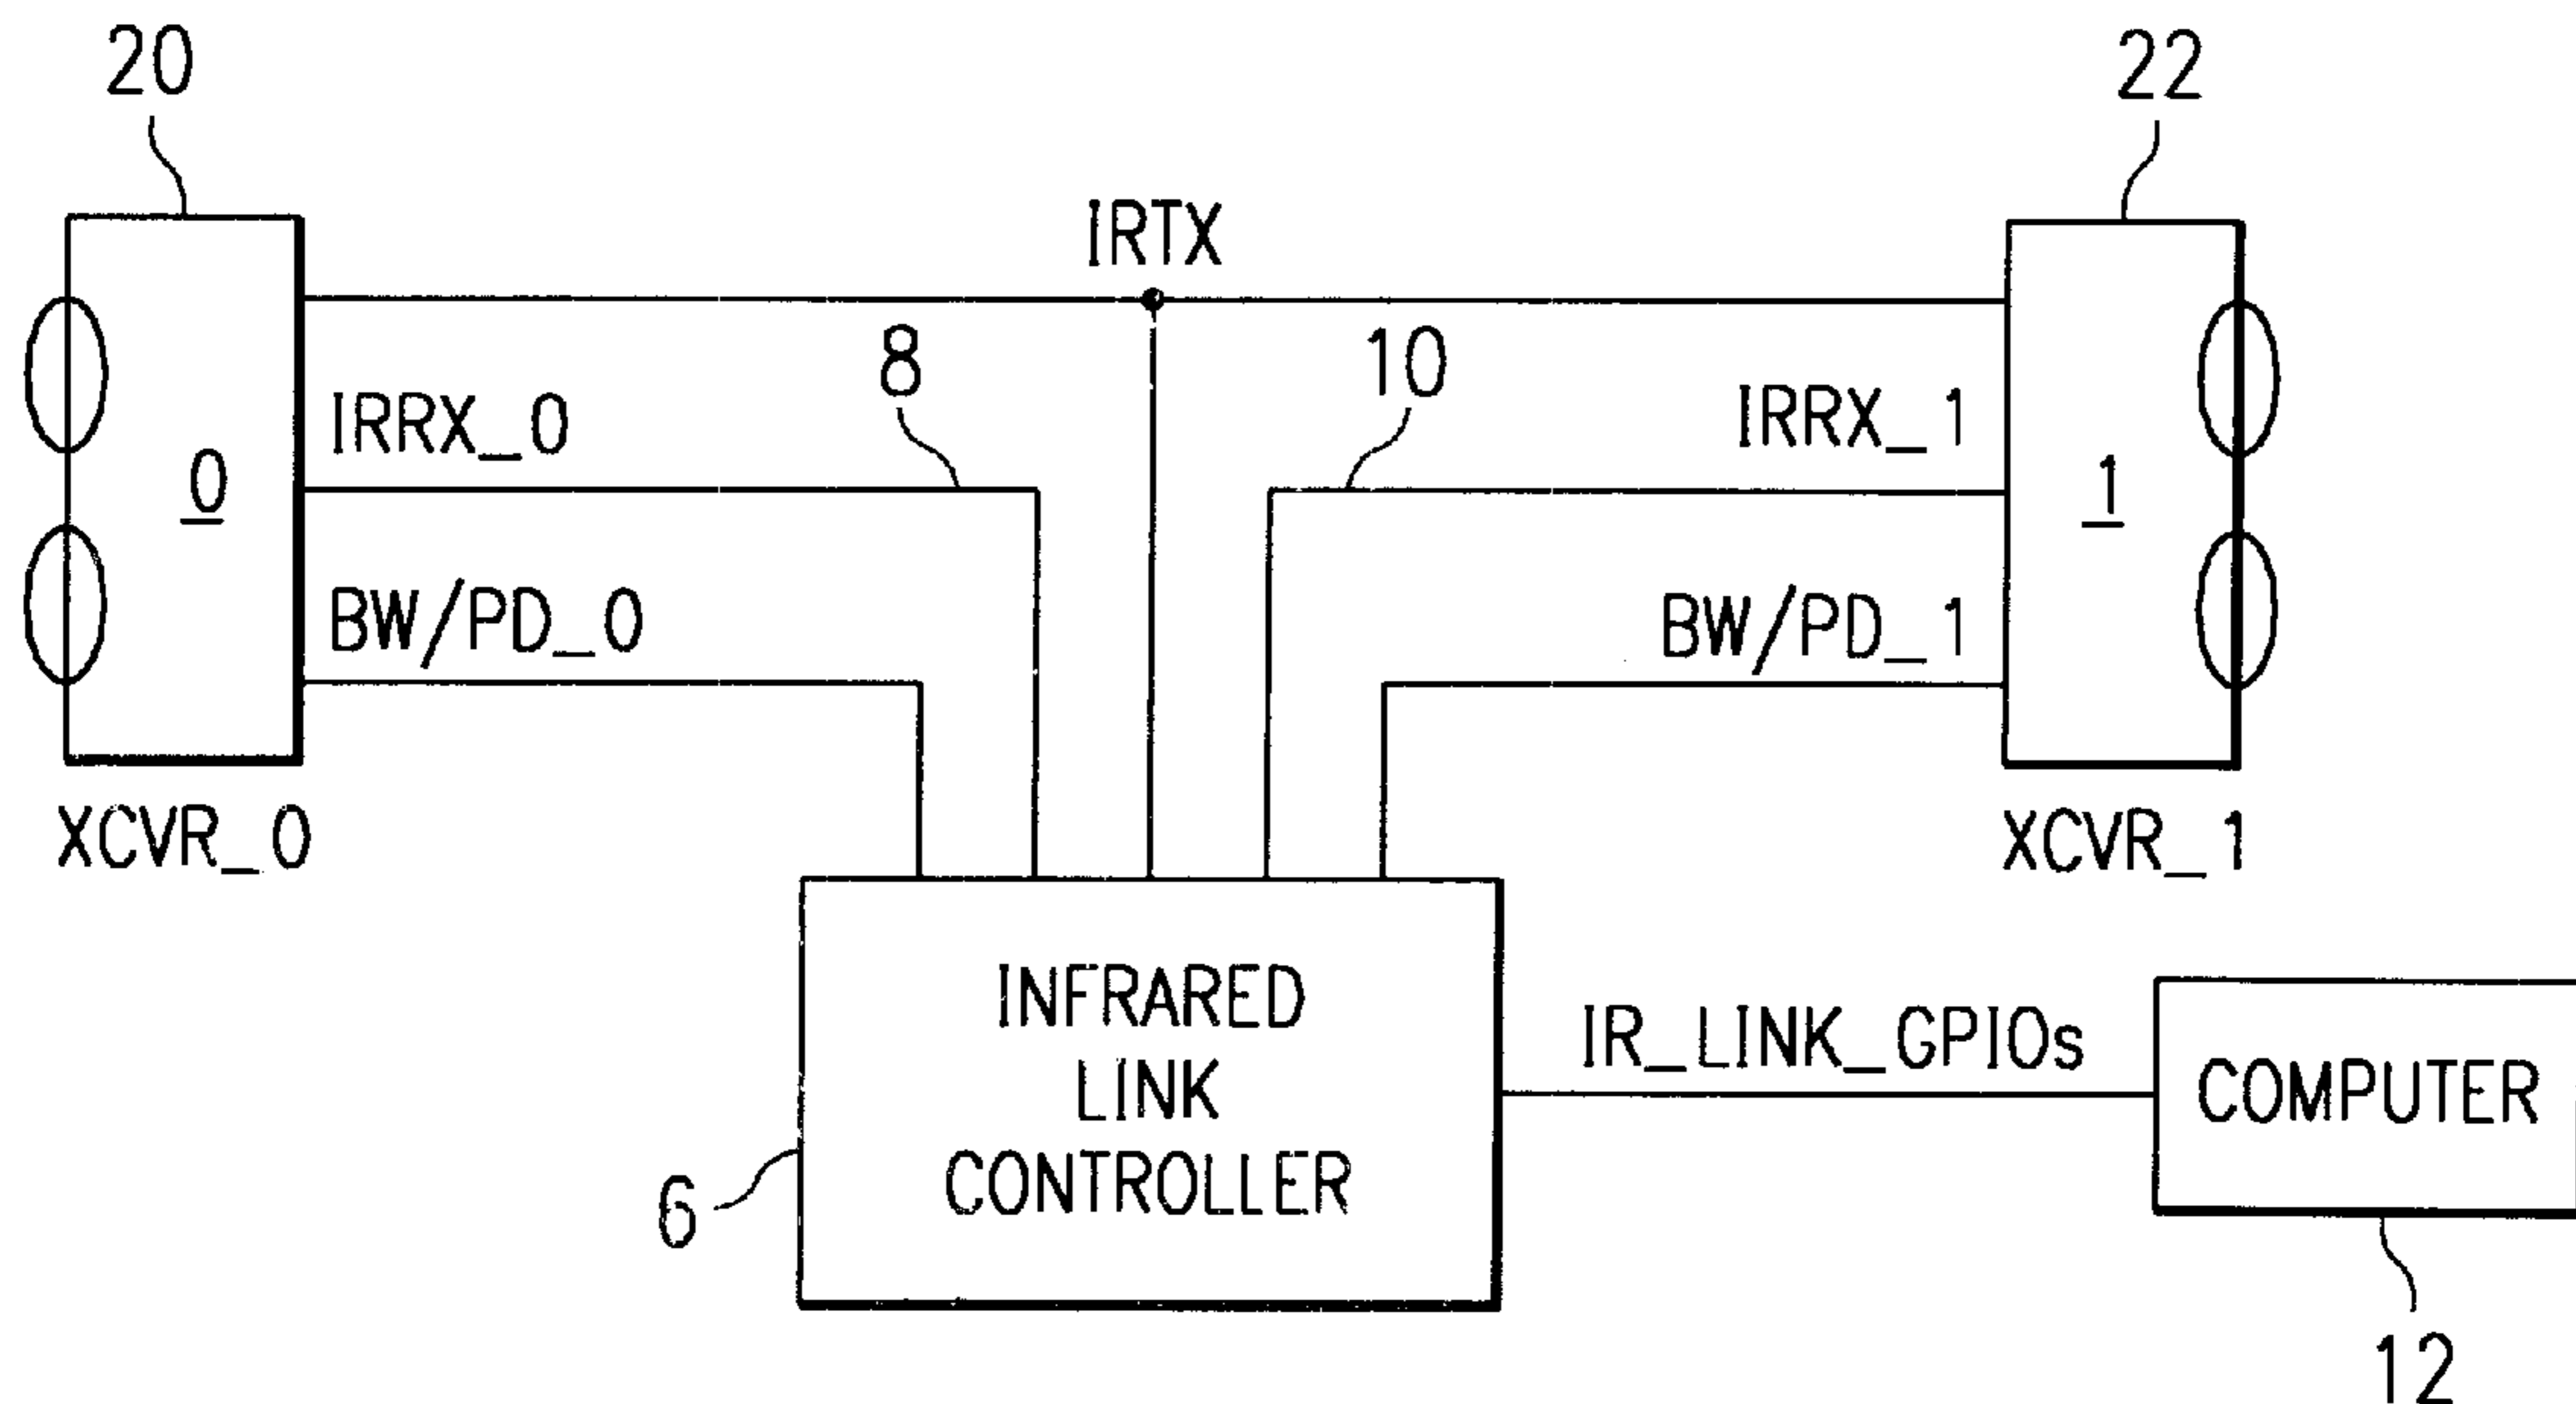 20
22
IRTX
8
10
IRRX_0
IRRX_1
0
1
BW/PD_0
BW/PD_1
XCVR_0
XCVR_1
INFRARED
LINK
CONTROLLER
IR_LINK_GPIOs
COMPUTER
6
12